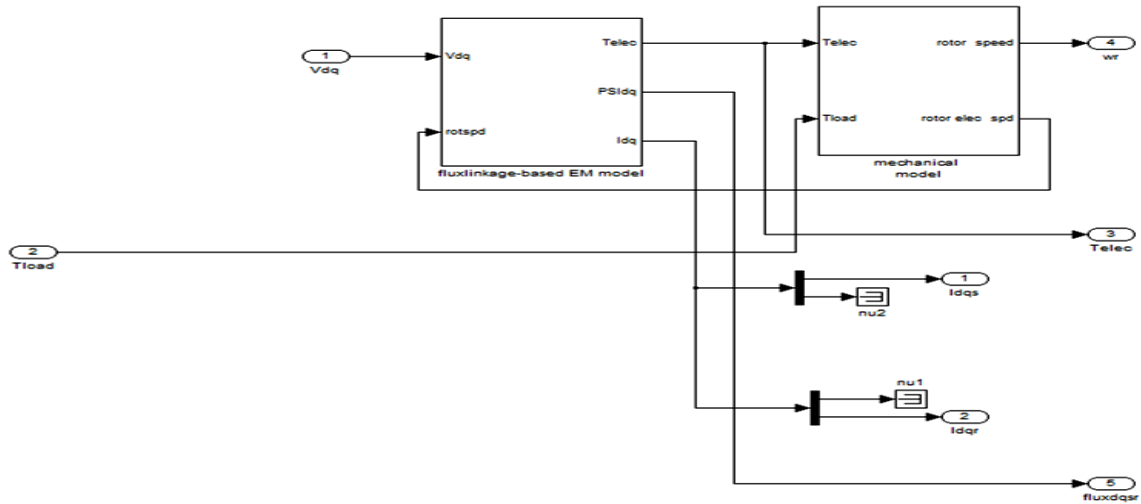 1
Vdq
Vdq
rotspd
Telec
PSIdq
Idq
fluxlinkage-based EM model
Telec
Tload
rotor speed
rotor elec spd
mechanical
model
4
wr
2
Tload
3
Telec
1
Idqs
nu2
nu1
2
Idqr
5
fluxdqsr